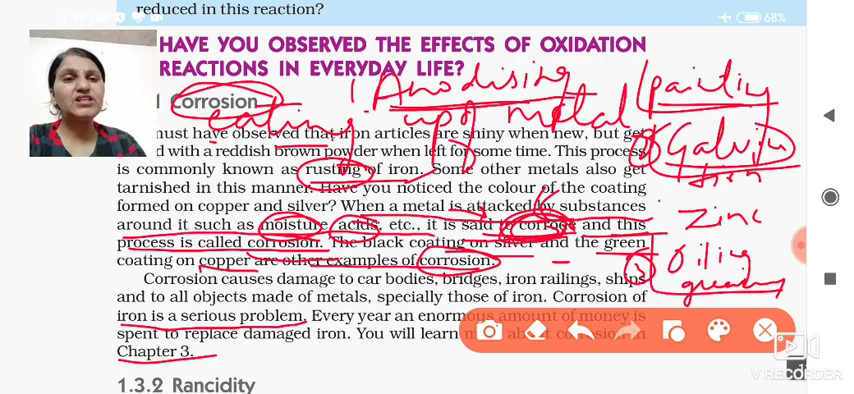 reduced in this reaction?
68%
HAVE YOU OBSERVED THE EFFECTS OF OXIDATION
REACTIONS IN EVERYDAY LIFE?
Corrosion
Anodising
painting
eating up of metal
must have observed that iron articles are shiny when new, but get
with a reddish brown powder when left for some time. This process
is commonly known as rusting of iron. Some other metals also get
tarnished in this manner. Have you noticed the colour of the coating
formed on copper and silver? When a metal is attacked by substances
around it such as moisture, acids, etc., it is said to corrode and this
process is called corrosion. The black coating on silver and the green
coating on copper are other examples of corrosion.
iron
Zinc
3 Oiling
greasing
Corrosion causes damage to car bodies, bridges, iron railings, ships
and to all objects made of metals, specially those of iron. Corrosion of
iron is a serious problem. Every year an enormous amount of money is
spent to replace damaged iron. You will learn about corrosion in
Chapter 3.
1.3.2 Rancidity
VRECORDER